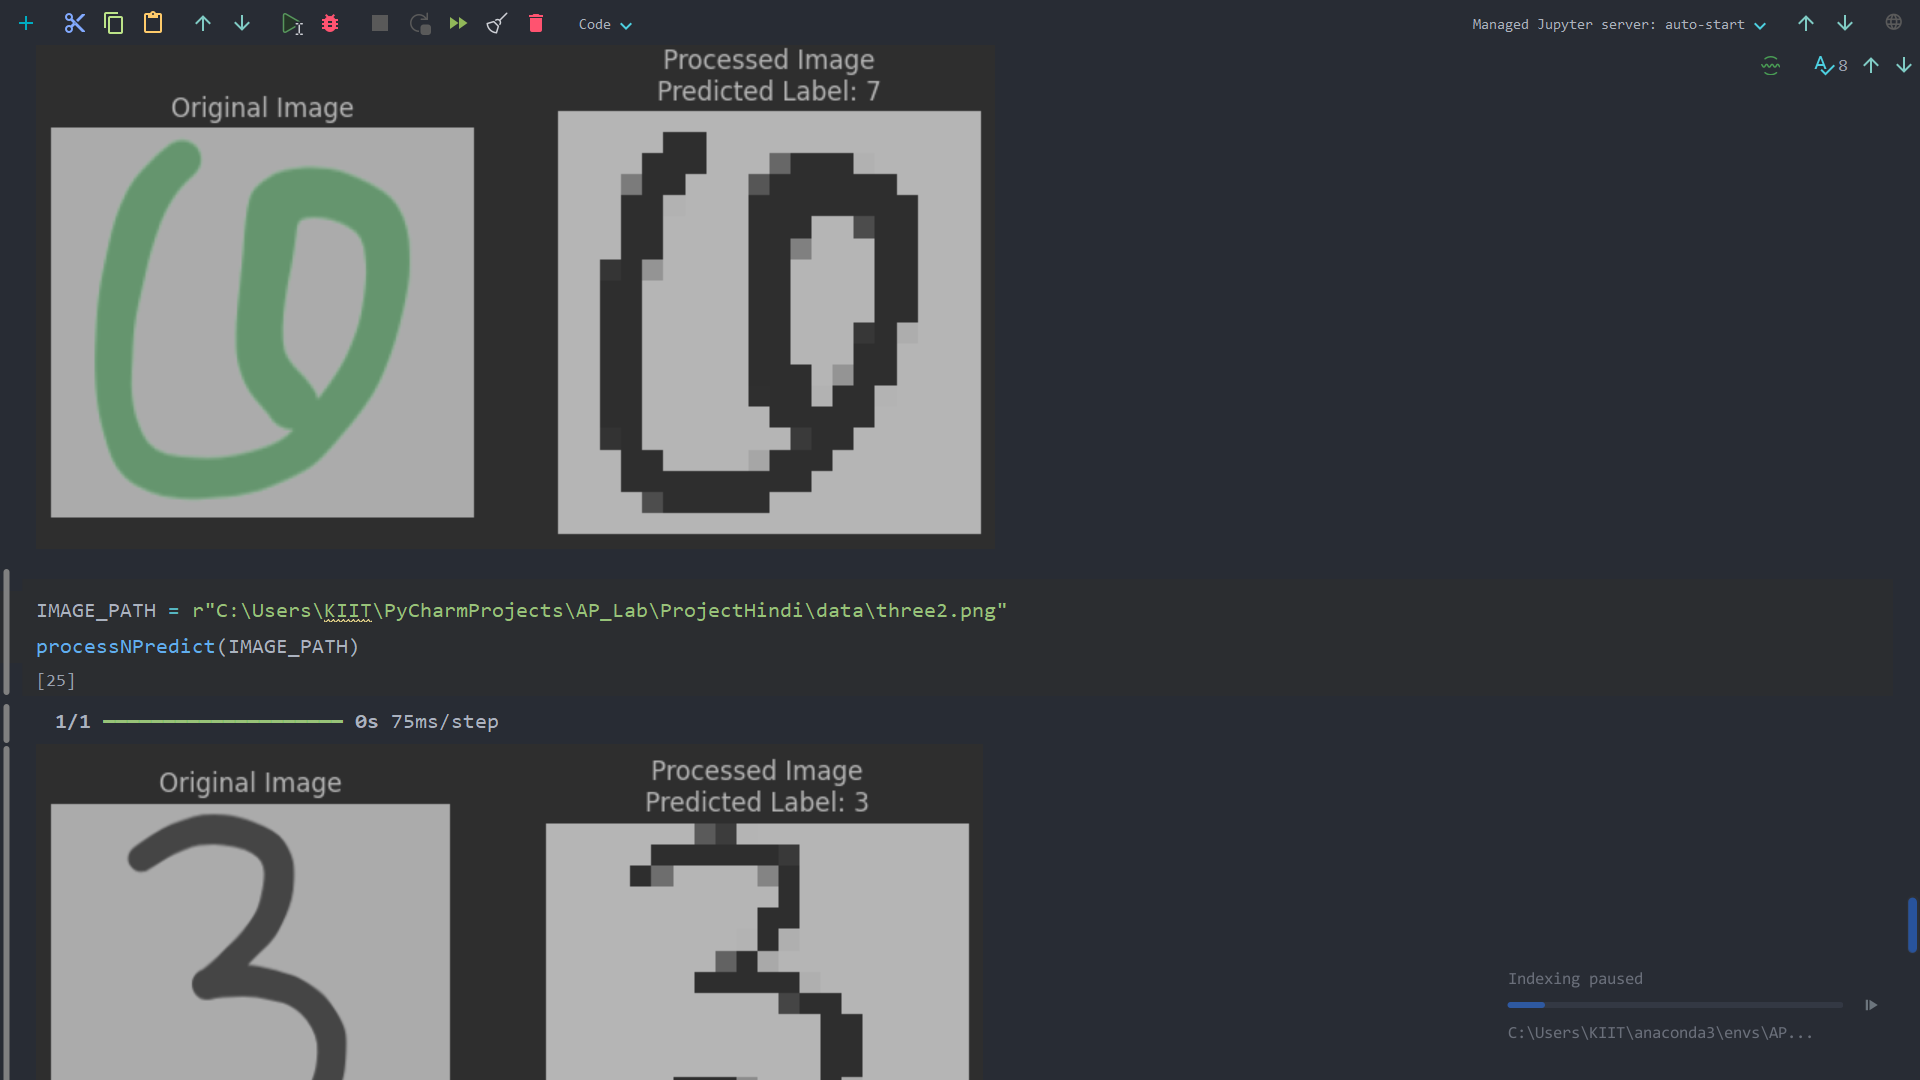 Code
Managed Jupyter server: auto-start
8
Processed Image
Predicted Label: 7
Original Image
७
IMAGE_PATH = r"C:\Users\KIIT\PyCharmProjects\AP_Lab\ProjectHindi\data\three2.png"
processNPredict(IMAGE_PATH)
[25]
1/1 ━━━━━━━━━━━━━━━━━━━━ 0s 75ms/step
Original Image
Processed Image
Predicted Label: 3
Indexing paused
C:\Users\KIIT\anaconda3\envs\AP...